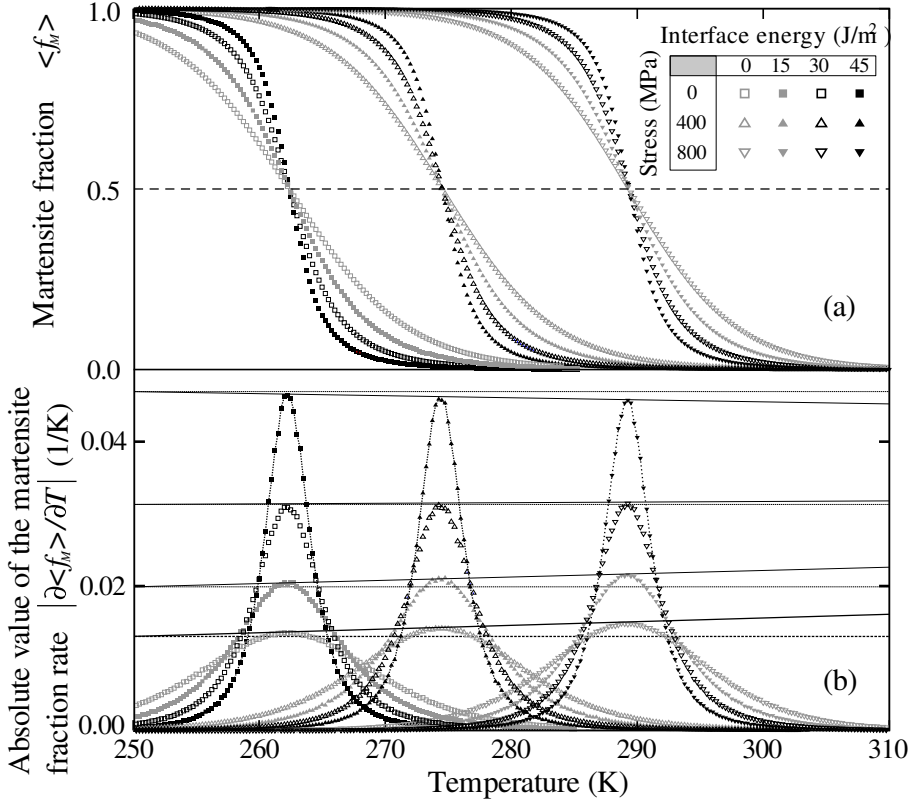 1.0
0.5
0.0
Martensite fraction <f_M>
Interface energy (J/m²)
0 15 30 45
Stress (MPa)
0
400
800
(a)
Absolute value of the martensite
fraction rate |∂<f_M>/∂T| (1/K)
0.04
0.02
0.00
(b)
250 260 270 280 290 300 310
Temperature (K)